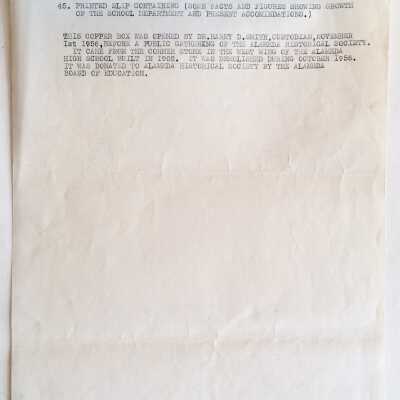 45. PRINTED SLIP CONTAINING (SOME FACTS AND FIGURES SHOWING GROWTH
OF THE SCHOOL DEPARTMENT AND PRESENT ACCOMIDATIONS.)
THIS COPPER BOX WAS OPENED BY DR.HARRY D.SMITH,CUSTODIAN,NOVEMBER
1st 1956,BEFORE A PUBLIC GATHERING OF THE ALAMEDA HISTORICAL SOCIETY.
IT CAME FROM THE CORNER STONE IN THE WEST WING OF THE ALAMEDA
HIGH SCHOOL BUILT IN 1902. IT WAS DEMOLISHED DURING OCTOBER 1956.
IT WAS DONATED TO ALAMEDA HISTORICAL SOCIETY BY THE ALAMEDA
BOARD OF EDUCATION.